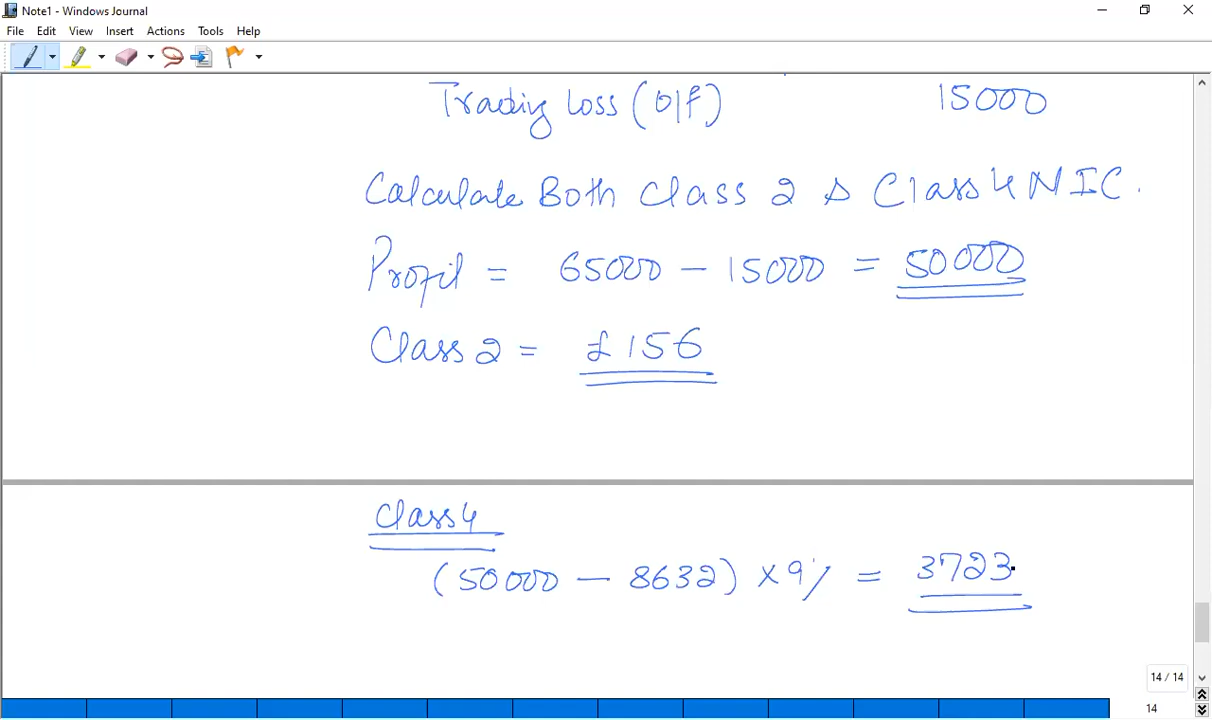 Note1 - Windows Journal
File Edit View Insert Actions Tools Help
Trading Loss (b/f) 15000
Calculate Both Class 2 & Class 4 NIC.
Profit = 65000 - 15000 = 50000
Class 2 = £156
Class 4
(50000 - 8632) x 9% = 3723
14 / 14
14